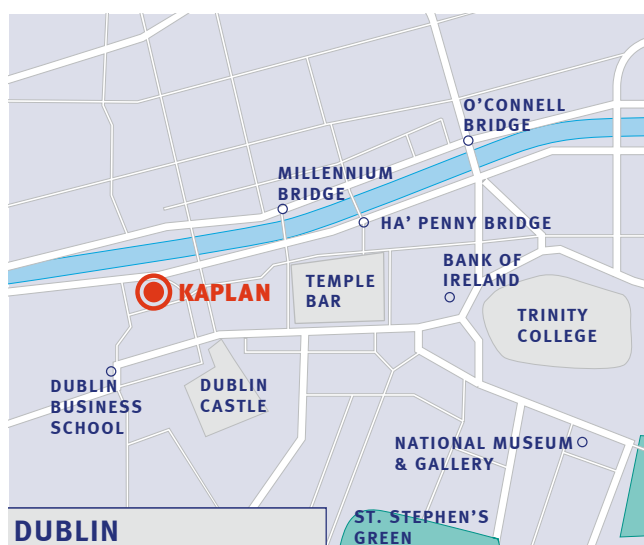 O'CONNELL
BRIDGE
MILLENNIUM
BRIDGE
HA' PENNY BRIDGE
BANK OF
IRELAND
KAPLAN
TEMPLE
BAR
TRINITY
COLLEGE
DUBLIN
BUSINESS
SCHOOL
DUBLIN
CASTLE
NATIONAL MUSEUM
& GALLERY
ST. STEPHEN'S
GREEN
DUBLIN